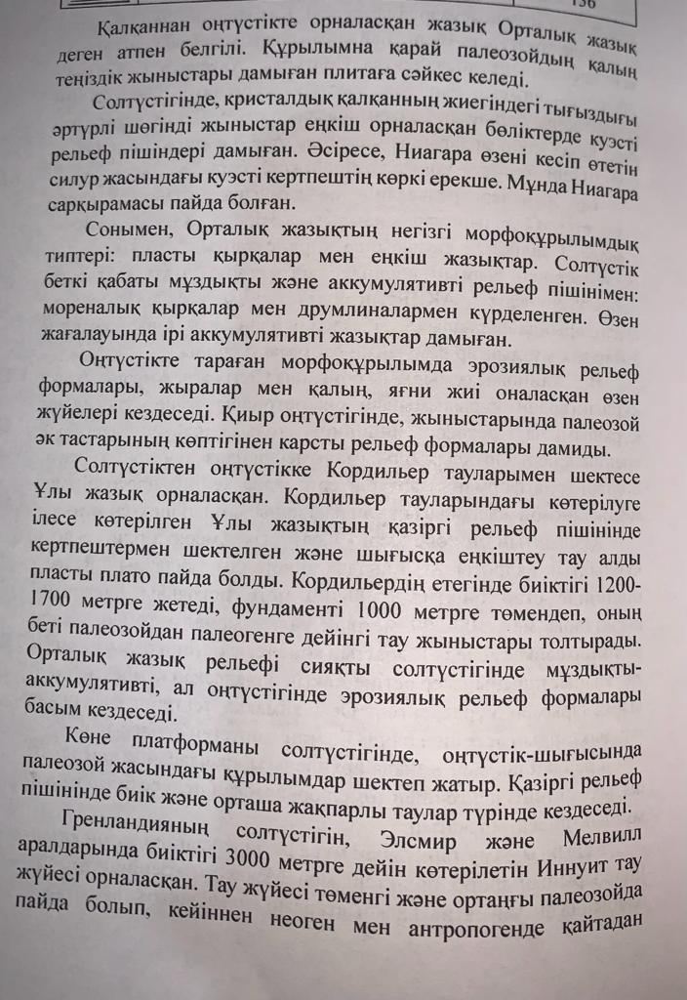 136
Қалқаннан оңтүстікте орналасқан жазық Орталық жазық
деген атпен белгілі. Құрылымна қарай палеозойдың қалың
теңіздік жыныстары дамыған плитаға сәйкес келеді.
Солтүстігінде, кристалдық қалқанның жиегіндегі тығыздығы
әртүрлі шөгінді жыныстар еңкіш орналасқан бөліктерде куэсті
рельеф пішіндері дамыған. Әсіресе, Ниагара өзені кесіп өтетін
силур жасындағы куэсті кертпештің көркі ерекше. Мұнда Ниагара
сарқырамасы пайда болған.
Сонымен, Орталық жазықтың негізгі морфоқұрылымдық
типтері: пласты қырқалар мен еңкіш жазықтар. Солтүстік
беткі қабаты мұздықты және аккумулятивті рельеф пішінімен:
мореналық қырқалар мен друмлиналармен күрделенген. Өзен
жағалауында ірі аккумулятивті жазықтар дамыған.
Оңтүстікте тараған морфоқұрылымда эрозиялық рельеф
формалары, жыралар мен қалың, яғни жиі оналасқан өзен
жүйелері кездеседі. Қиыр оңтүстігінде, жыныстарында палеозой
әк тастарының көптігінен карсты рельеф формалары дамиды.
Солтүстіктен оңтүстікке Кордильер тауларымен шектесе
Ұлы жазық орналасқан. Кордильер тауларындағы көтерілуге
ілесе көтерілген Ұлы жазықтың қазіргі рельеф пішінінде
кертпештермен шектелген және шығысқа еңкіштеу тау алды
пласты плато пайда болды. Кордильердің етегінде биіктігі 1200-
1700 метрге жетеді, фундаменті 1000 метрге төмендеп, оның
беті палеозойдан палеогенге дейінгі тау жыныстары толтырады.
Орталық жазық рельефі сияқты солтүстігінде мұздықты-
аккумулятивті, ал оңтүстігінде эрозиялық рельеф формалары
басым кездеседі.
Көне платформаны солтүстігінде, оңтүстік-шығысында
палеозой жасындағы құрылымдар шектеп жатыр. Қазіргі рельеф
пішінінде биік және орташа жақпарлы таулар түрінде кездеседі.
Гренландияның солтүстігін, Элсмир және Мелвилл
аралдарында биіктігі 3000 метрге дейін көтерілетін Иннуит тау
жүйесі орналасқан. Тау жүйесі төменгі және ортаңғы палеозойда
пайда болып, кейіннен неоген мен антропогенде қайтадан